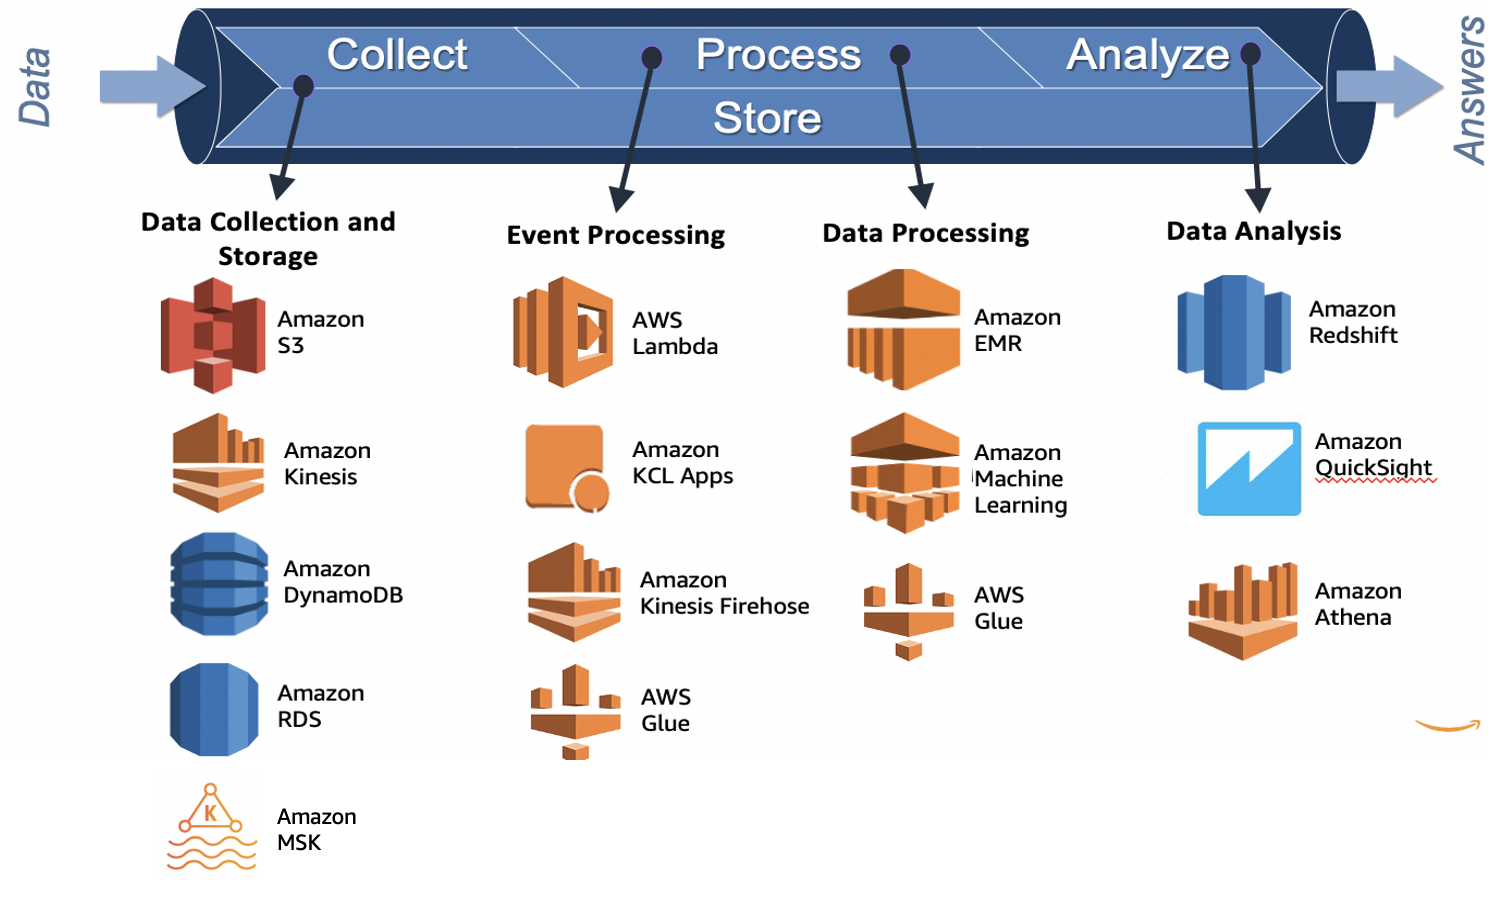 Data
Collect
Process
Analyze
Store
Answers
Data Collection and
Storage
Amazon
S3
Amazon
Kinesis
Amazon
DynamoDB
Amazon
RDS
K
Amazon
MSK
Event Processing
AWS
Lambda
Amazon
KCL Apps
Amazon
Kinesis Firehose
AWS
Glue
Data Processing
Amazon
EMR
Amazon
Machine
Learning
AWS
Glue
Data Analysis
Amazon
Redshift
Amazon
QuickSight
Amazon
Athena